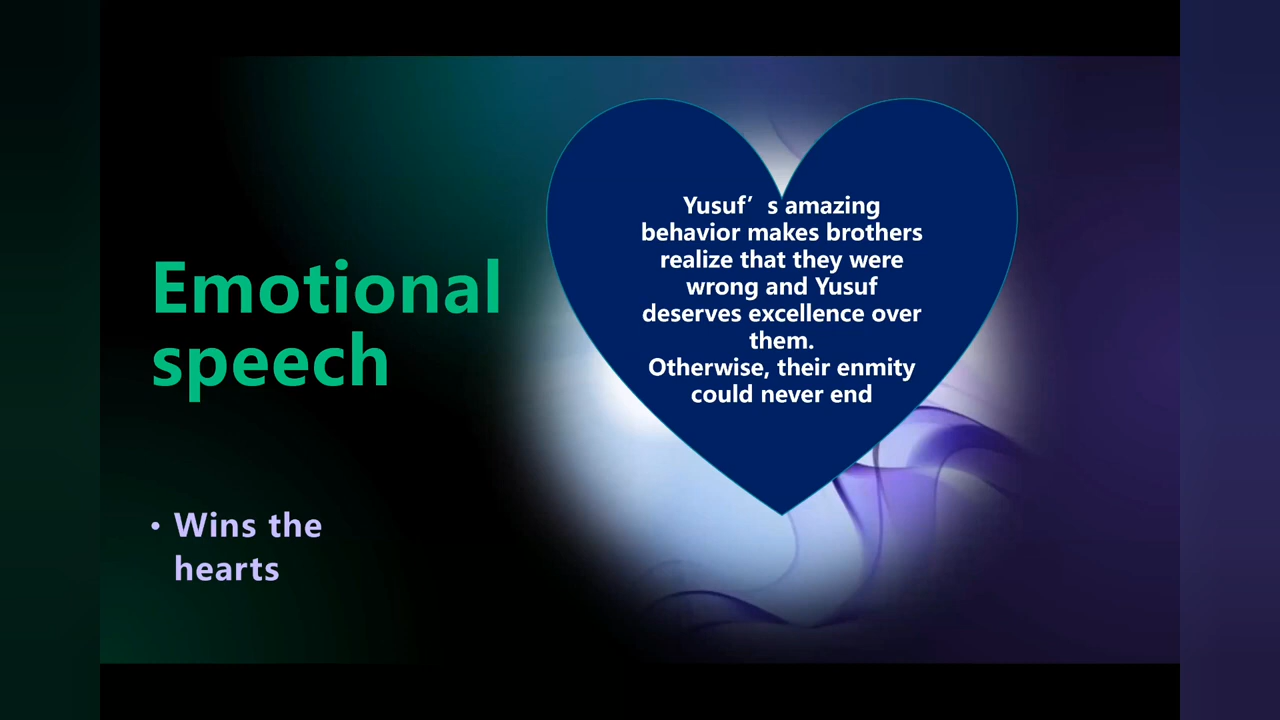 Emotional
speech
• Wins the
hearts
Yusuf’ s amazing
behavior makes brothers
realize that they were
wrong and Yusuf
deserves excellence over
them.
Otherwise, their enmity
could never end